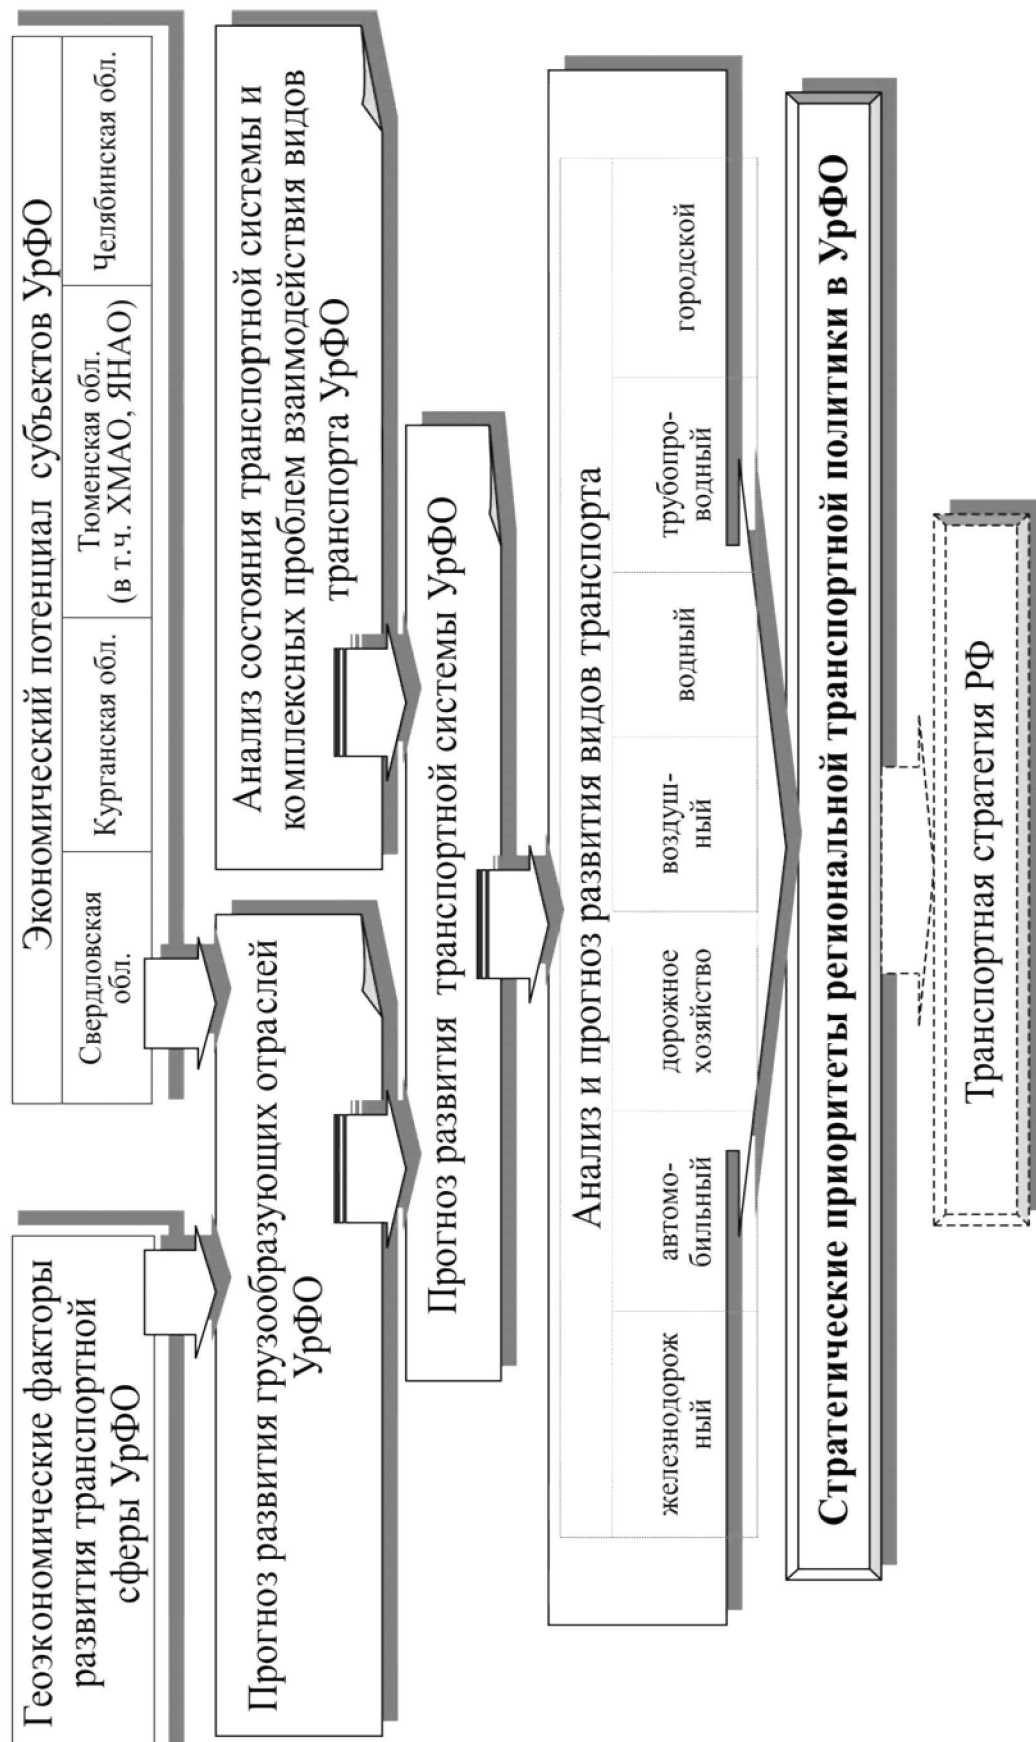 Геоэкономические факторы
развития транспортной
сферы УрФО
Экономический потенциал субъектов УрФО
Свердловская
обл.
Курганская обл.
Тюменская обл.
(в т.ч. ХМАО, ЯНАО)
Челябинская обл.
Прогноз развития грузообразующих отраслей
УрФО
Анализ состояния транспортной системы и
комплексных проблем взаимодействия видов
транспорта УрФО
Прогноз развития транспортной системы УрФО
Анализ и прогноз развития видов транспорта
железнодорож
ный
автомо-
бильный
дорожное
хозяйство
воздуш-
ный
водный
трубопро-
водный
городской
Стратегические приоритеты региональной транспортной политики в УрФО
Транспортная стратегия РФ